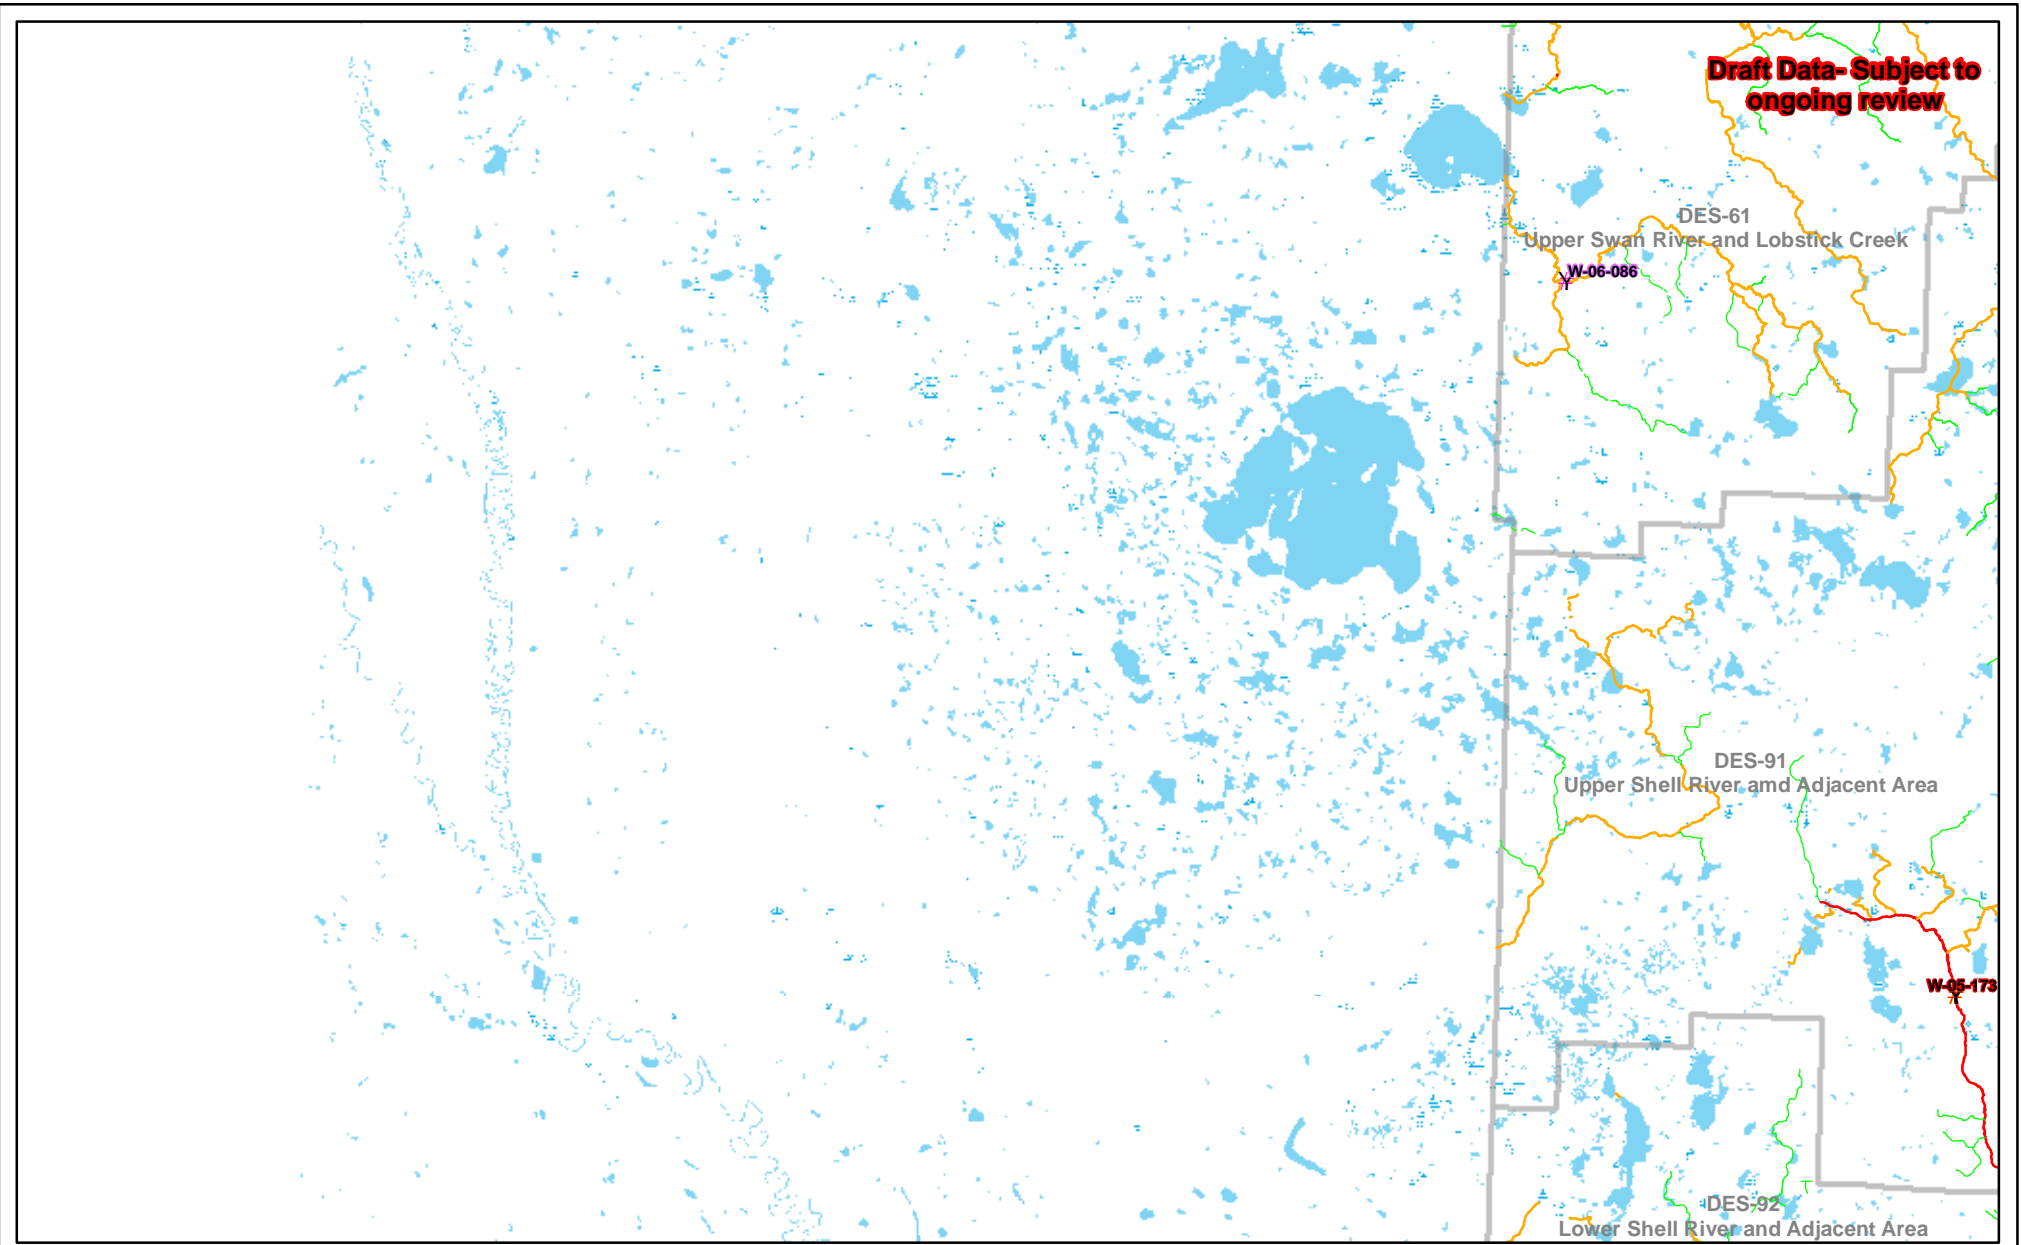 Draft Data- Subject to
ongoing review
DES-61
Upper Swan River and Lobstick Creek
W-06-086
DES-91
Upper Shell River amd Adjacent Area
W-05-173
DES-92
Lower Shell River and Adjacent Area